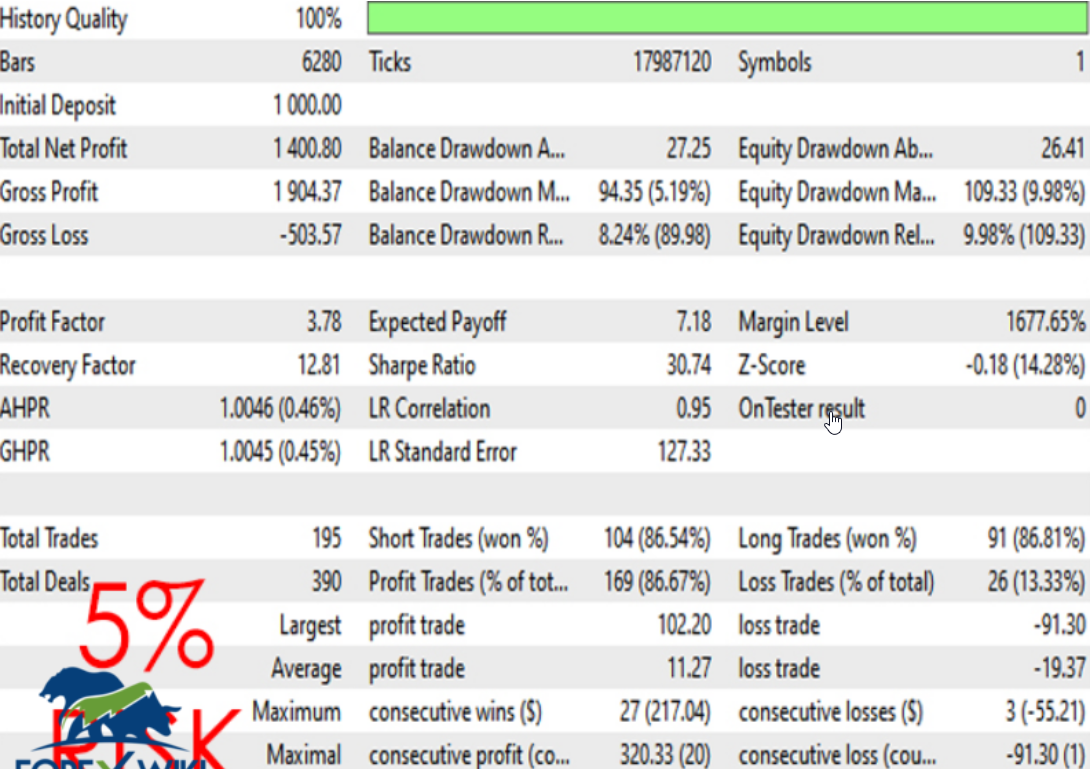 History Quality 100%
Bars 6280 Ticks 17987120 Symbols 1
Initial Deposit 1 000.00
Total Net Profit 1 400.80 Balance Drawdown A... 27.25 Equity Drawdown Ab... 26.41
Gross Profit 1 904.37 Balance Drawdown M... 94.35 (5.19%) Equity Drawdown Ma... 109.33 (9.98%)
Gross Loss -503.57 Balance Drawdown R... 8.24% (89.98) Equity Drawdown Rel... 9.98% (109.33)
Profit Factor 3.78 Expected Payoff 7.18 Margin Level 1677.65%
Recovery Factor 12.81 Sharpe Ratio 30.74 Z-Score -0.18 (14.28%)
AHPR 1.0046 (0.46%) LR Correlation 0.95 OnTester result 0
GHPR 1.0045 (0.45%) LR Standard Error 127.33
Total Trades 195 Short Trades (won %) 104 (86.54%) Long Trades (won %) 91 (86.81%)
Total Deals 390 Profit Trades (% of tot... 169 (86.67%) Loss Trades (% of total) 26 (13.33%)
5%
Largest profit trade 102.20 loss trade -91.30
Average profit trade 11.27 loss trade -19.37
RISK
Maximum consecutive wins ($) 27 (217.04) consecutive losses ($) 3 (-55.21)
Maximal consecutive profit (co... 320.33 (20) consecutive loss (cou... -91.30 (1)
FOREX WIKI